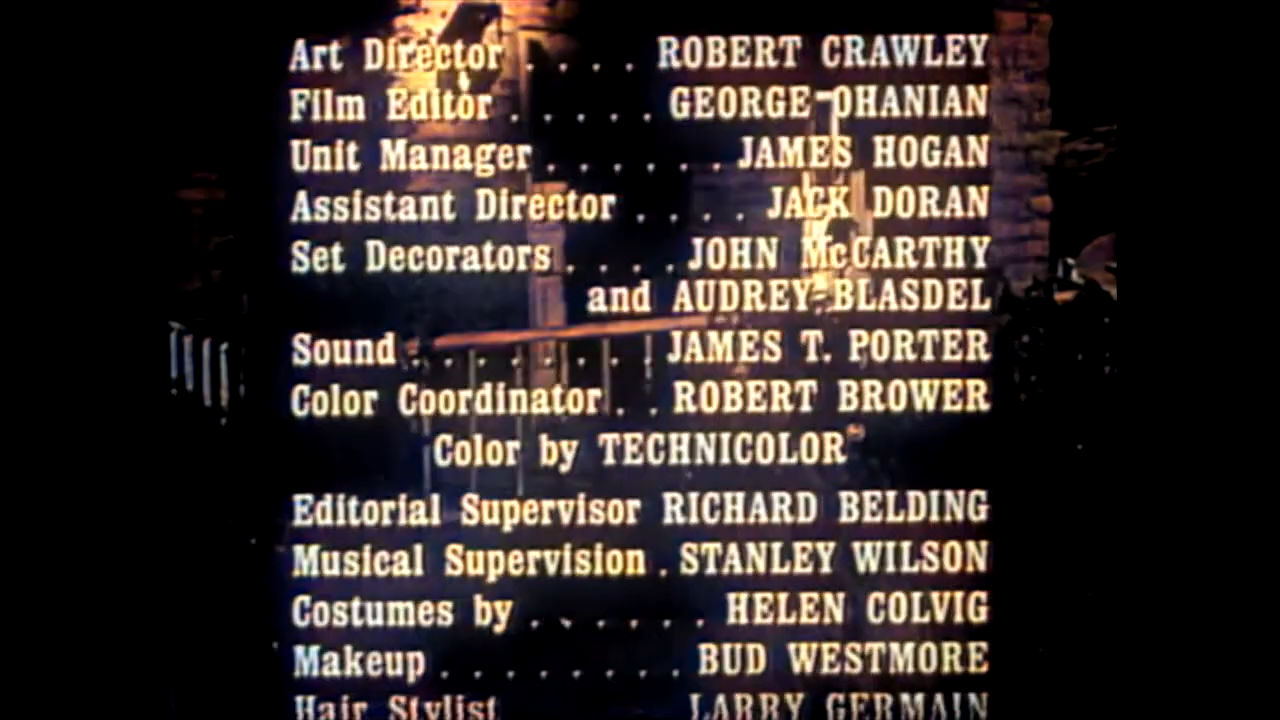 Art Director . . . . ROBERT CRAWLEY
Film Editor . . . . . GEORGE OHANIAN
Unit Manager . . . . . . JAMES HOGAN
Assistant Director . . . . JACK DORAN
Set Decorators . . . . JOHN McCARTHY
and AUDREY BLASDEL
Sound . . . . . . . . JAMES T. PORTER
Color Coordinator . . ROBERT BROWER
Color by TECHNICOLOR
Editorial Supervisor RICHARD BELDING
Musical Supervision . STANLEY WILSON
Costumes by . . . . . . HELEN COLVIG
Makeup . . . . . . . . BUD WESTMORE
Hair Stylist LARRY GERMAIN